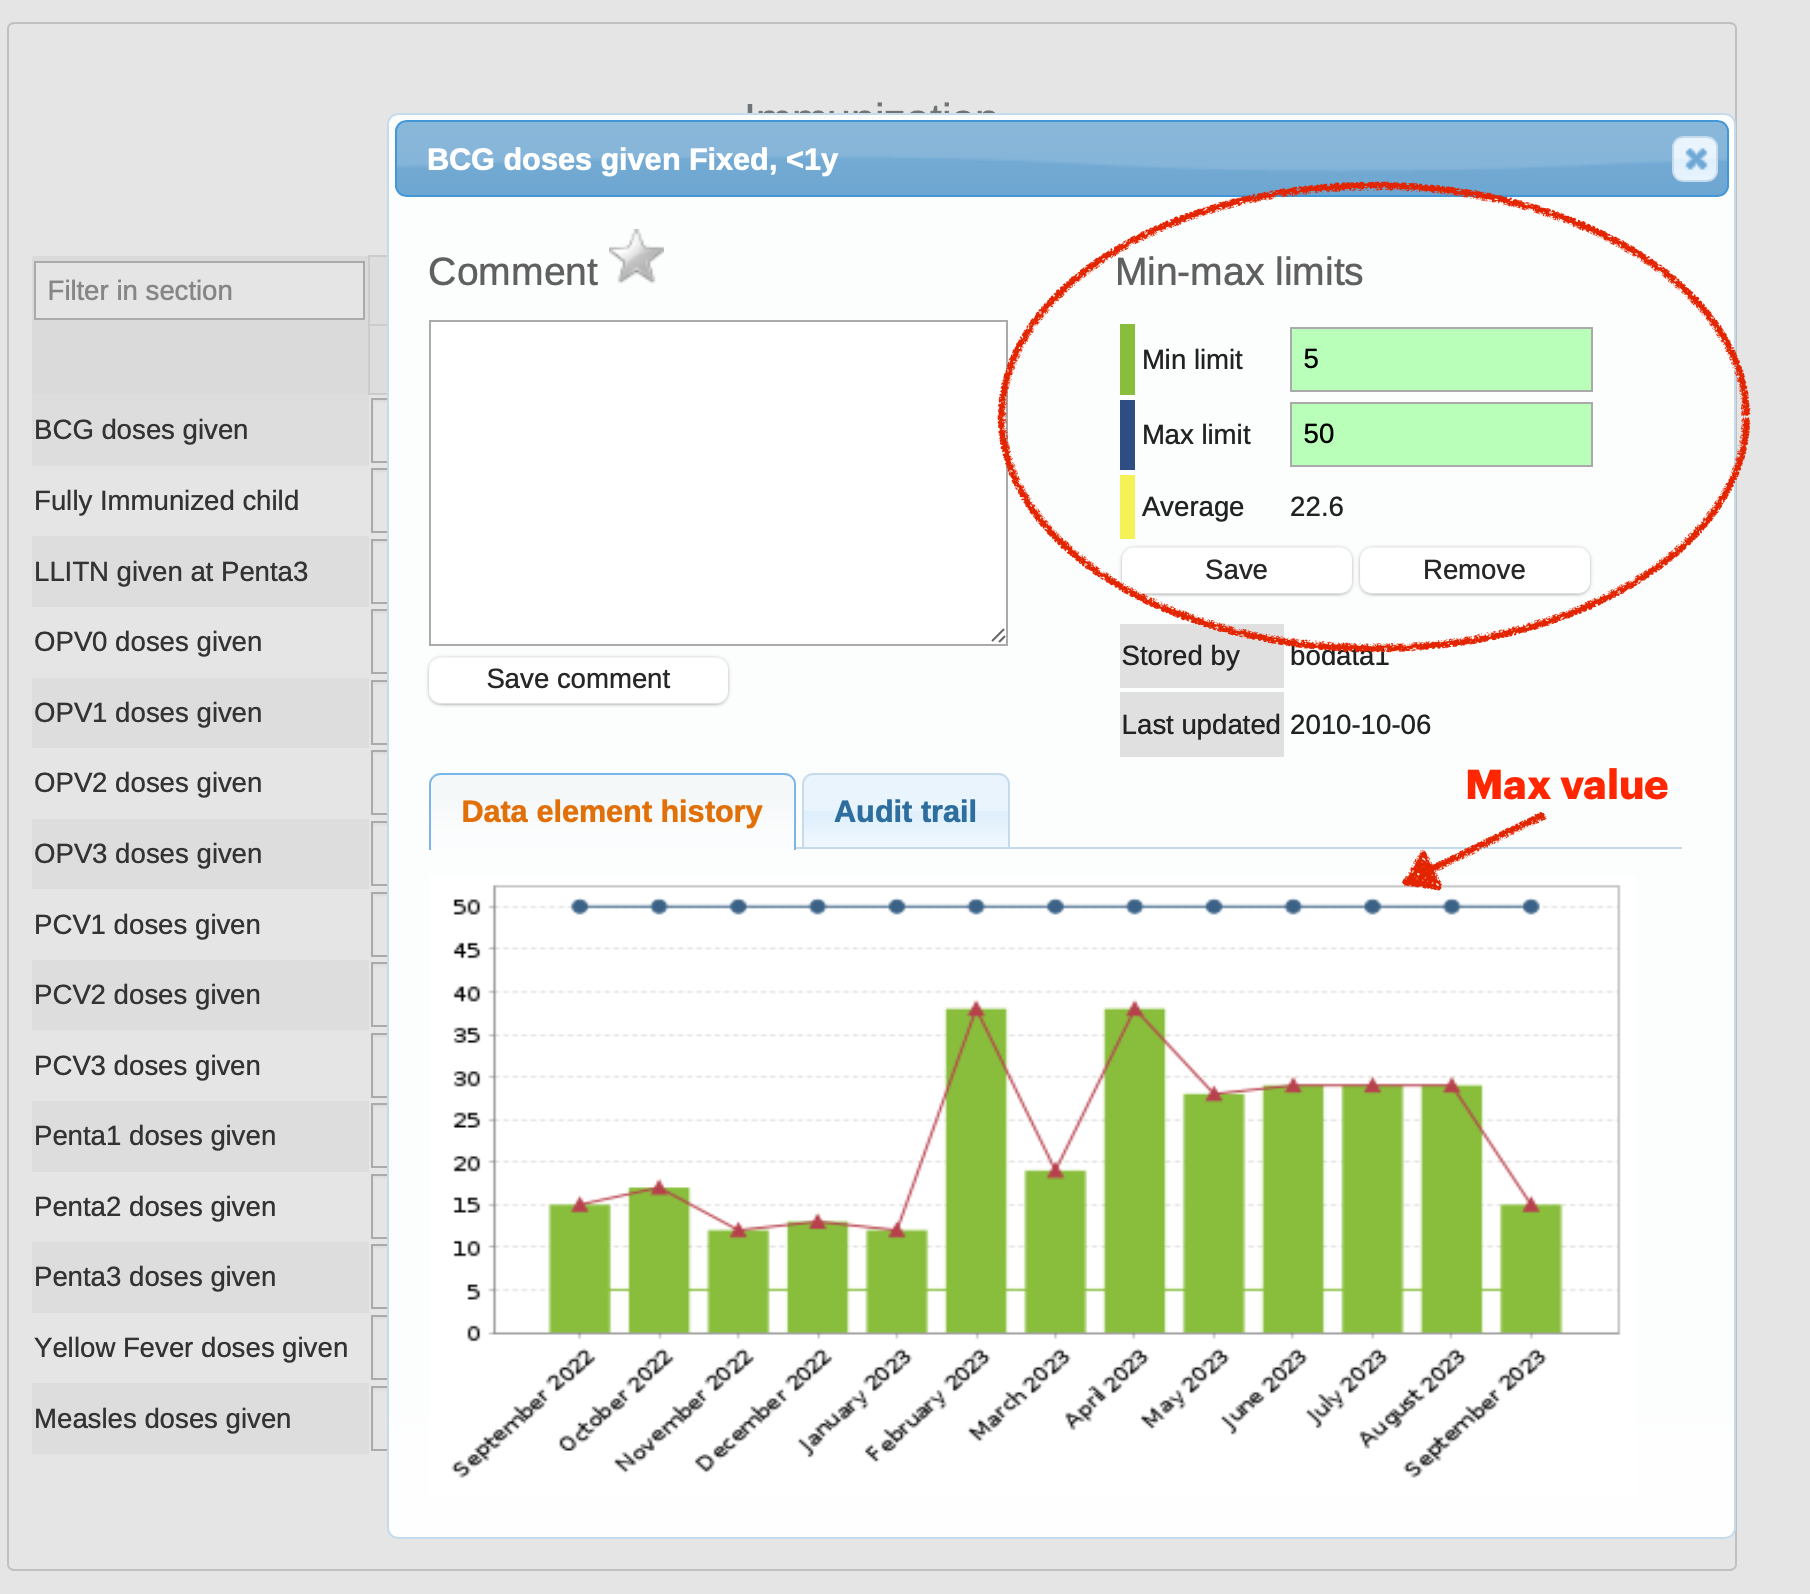 Immunization
BCG doses given Fixed, <1y
Filter in section
BCG doses given
Fully Immunized child
LLITN given at Penta3
OPV0 doses given
OPV1 doses given
OPV2 doses given
OPV3 doses given
PCV1 doses given
PCV2 doses given
PCV3 doses given
Penta1 doses given
Penta2 doses given
Penta3 doses given
Yellow Fever doses given
Measles doses given
Comment
Save comment
Min-max limits
Min limit 5
Max limit 50
Average 22.6
Save Remove
Stored by bodata1
Last updated 2010-10-06
Data element history Audit trail
Max value
50
45
40
35
30
25
20
15
10
5
0
September 2022
October 2022
November 2022
December 2022
January 2023
February 2023
March 2023
April 2023
May 2023
June 2023
July 2023
August 2023
September 2023